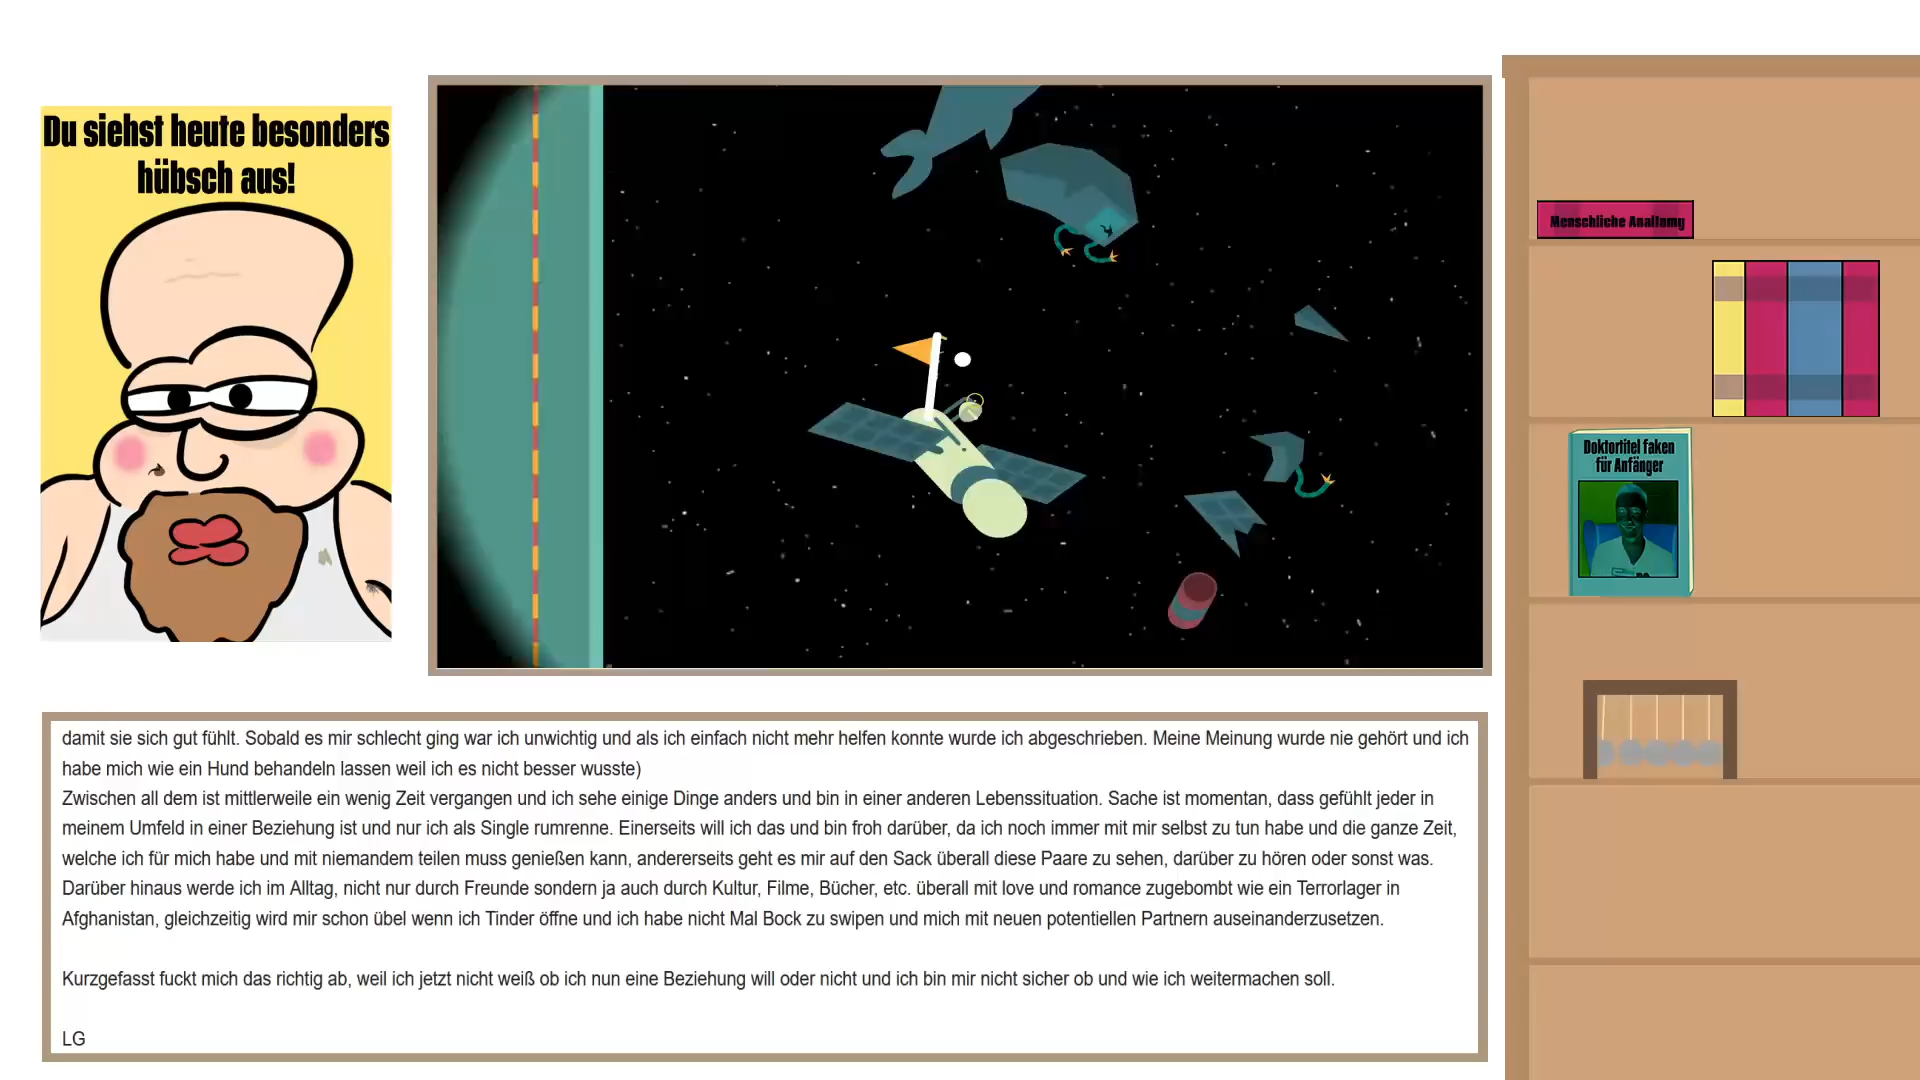 Du siehst heute besonders
hübsch aus!
Menschliche Anattomy
Doktortitel faken
für Anfänger
damit sie sich gut fühlt. Sobald es mir schlecht ging war ich unwichtig und als ich einfach nicht mehr helfen konnte wurde ich abgeschrieben. Meine Meinung wurde nie gehört und ich
habe mich wie ein Hund behandeln lassen weil ich es nicht besser wusste)
Zwischen all dem ist mittlerweile ein wenig Zeit vergangen und ich sehe einige Dinge anders und bin in einer anderen Lebenssituation. Sache ist momentan, dass gefühlt jeder in
meinem Umfeld in einer Beziehung ist und nur ich als Single rumrenne. Einerseits will ich das und bin froh darüber, da ich noch immer mit mir selbst zu tun habe und die ganze Zeit,
welche ich für mich habe und mit niemandem teilen muss genießen kann, andererseits geht es mir auf den Sack überall diese Paare zu sehen, darüber zu hören oder sonst was.
Darüber hinaus werde ich im Alltag, nicht nur durch Freunde sondern ja auch durch Kultur, Filme, Bücher, etc. überall mit love und romance zugebombt wie ein Terrorlager in
Afghanistan, gleichzeitig wird mir schon übel wenn ich Tinder öffne und ich habe nicht Mal Bock zu swipen und mich mit neuen potentiellen Partnern auseinanderzusetzen.
Kurzgefasst fuckt mich das richtig ab, weil ich jetzt nicht weiß ob ich nun eine Beziehung will oder nicht und ich bin mir nicht sicher ob und wie ich weitermachen soll.
LG